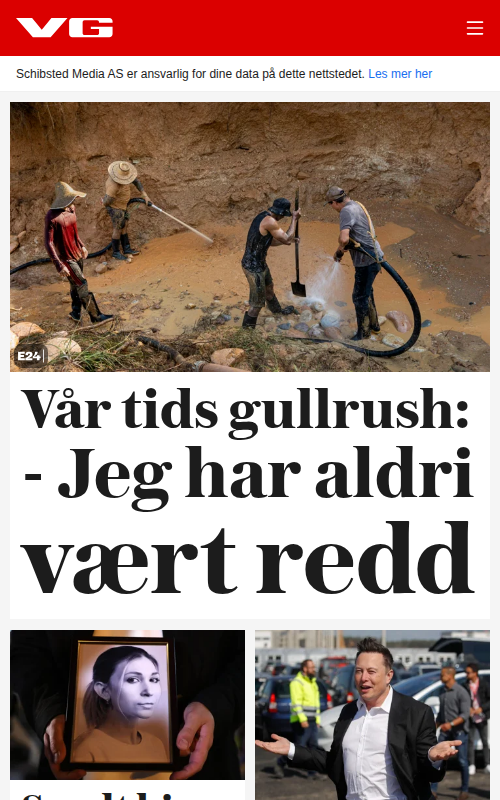 VG
Schibsted Media AS er ansvarlig for dine data på dette nettstedet. Les mer her
E24
Vår tids gullrush:
- Jeg har aldri
vært redd